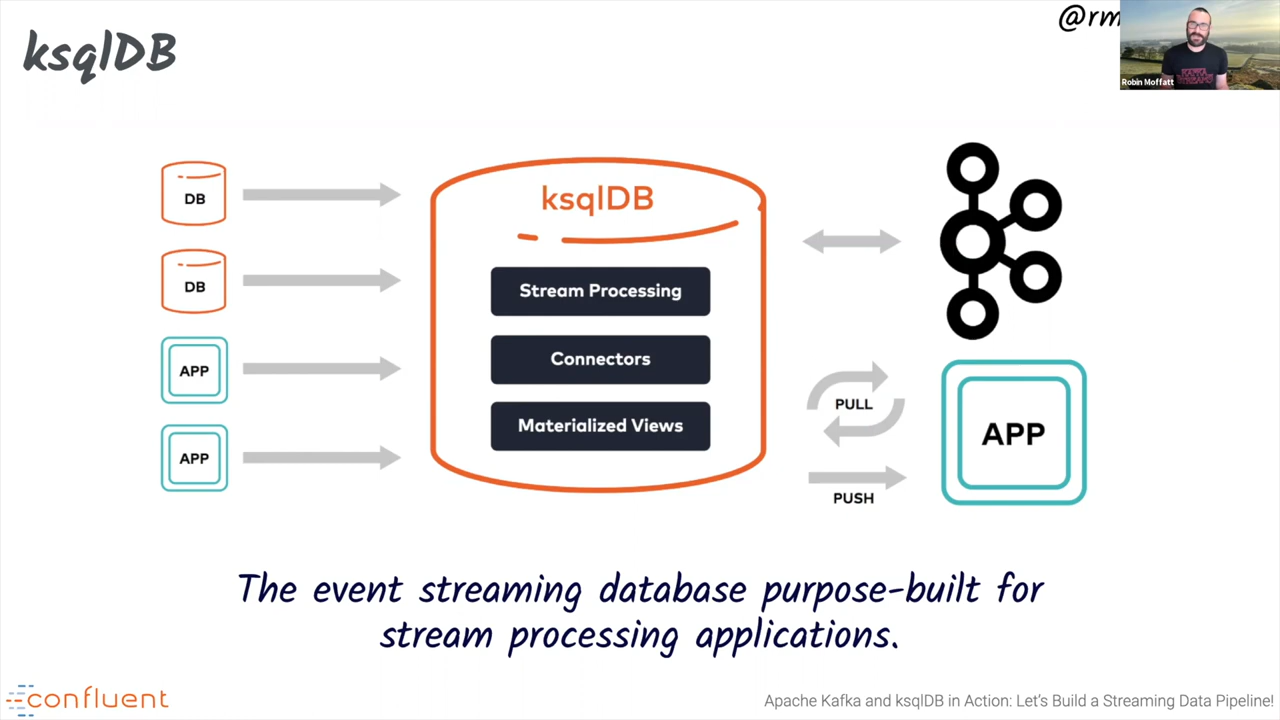 ksqlDB
@rm
Robin Moffatt
KAFKA
STREAMS
DB
DB
APP
APP
ksqlDB
Stream Processing
Connectors
Materialized Views
PULL
PUSH
APP
The event streaming database purpose-built for
stream processing applications.
confluent
Apache Kafka and ksqlDB in Action: Let's Build a Streaming Data Pipeline!